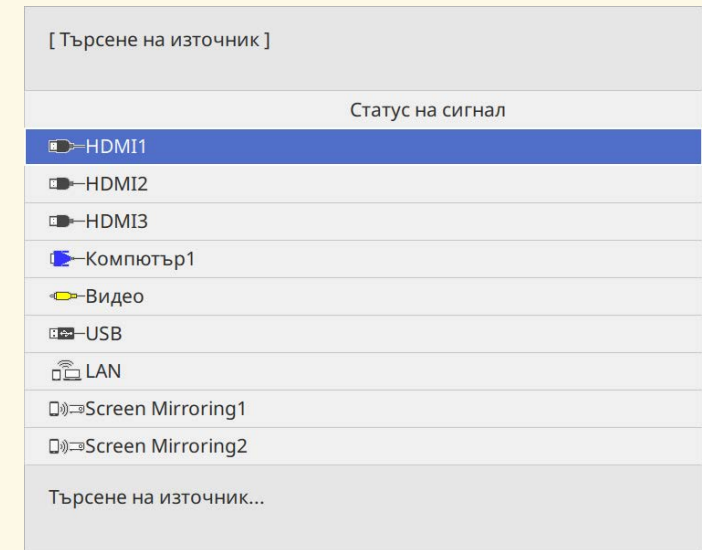 [ Търсене на източник ]
Статус на сигнал
HDMI1
HDMI2
HDMI3
Компютър1
Видео
USB
LAN
Screen Mirroring1
Screen Mirroring2
Търсене на източник...